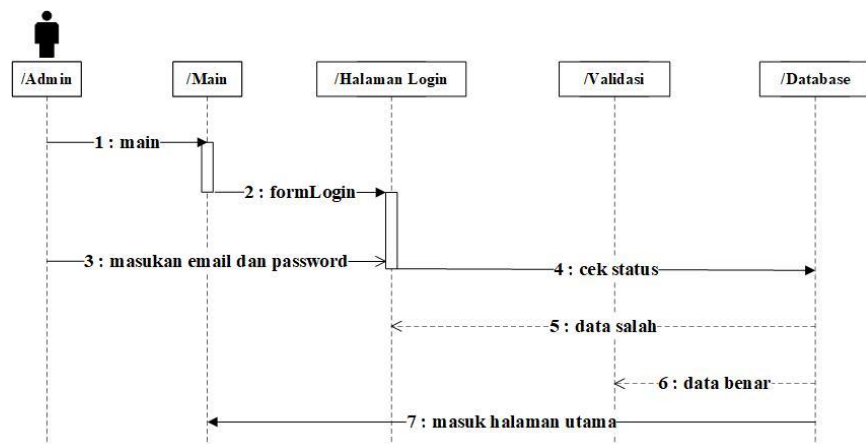 /Admin
/Main
/Halaman Login
/Validasi
/Database
1 : main
2 : formLogin
3 : masukan email dan password
4 : cek status
5 : data salah
6 : data benar
7 : masuk halaman utama